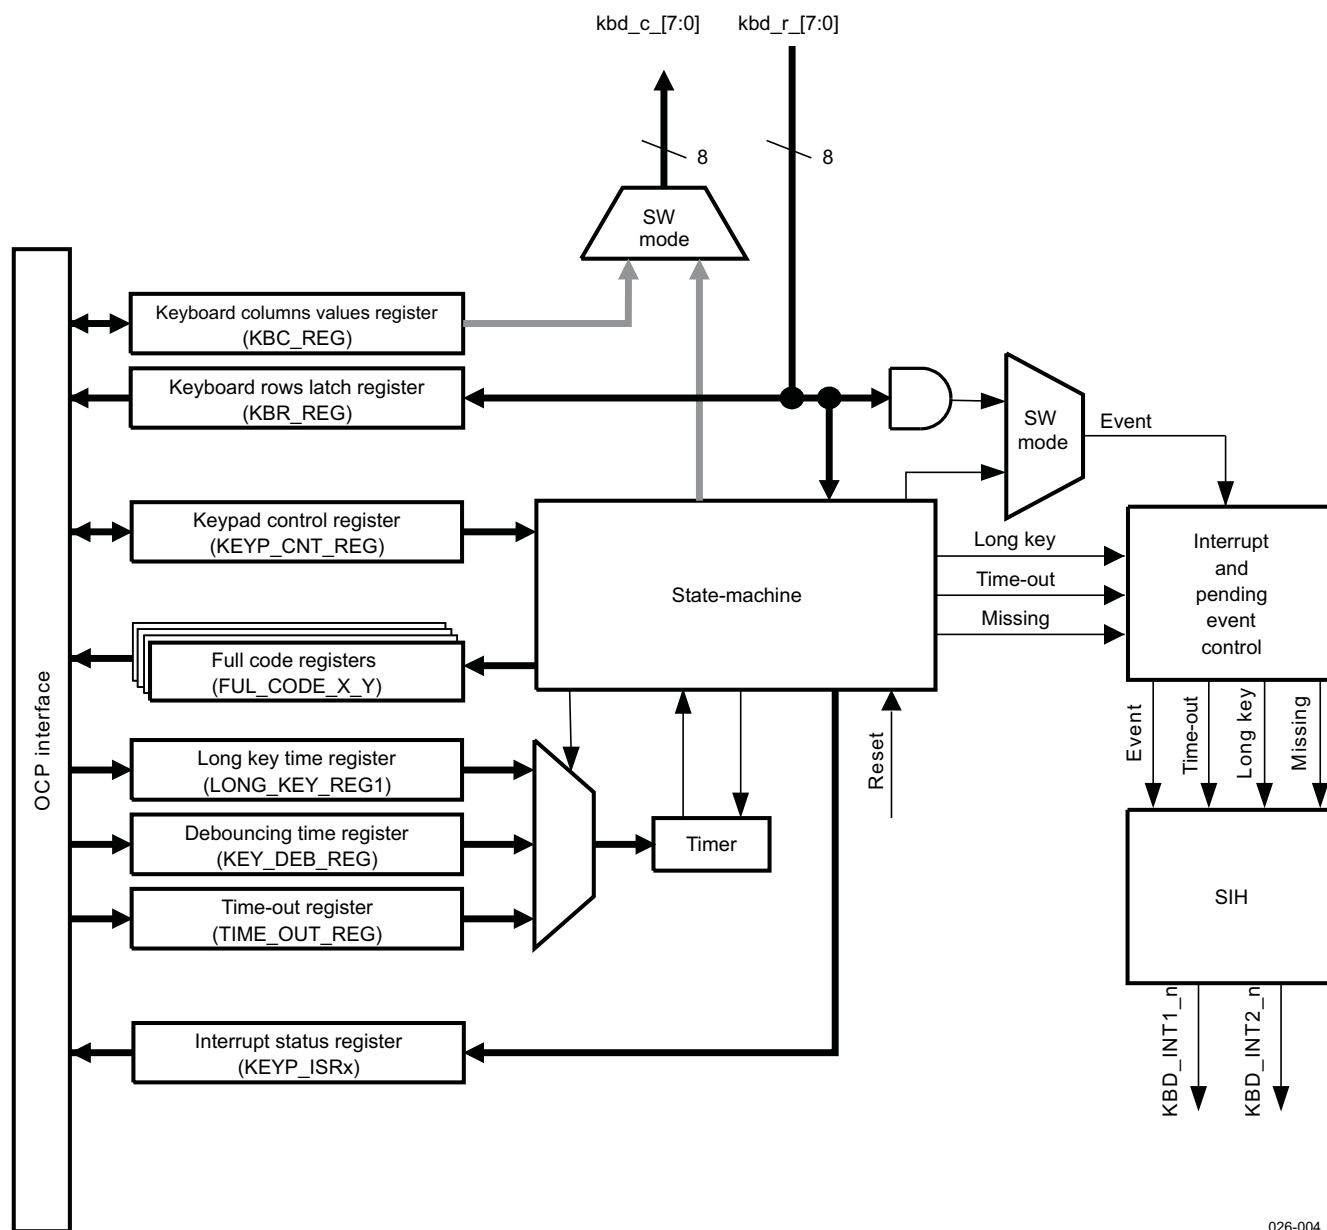 kbd_c_[7:0]
kbd_r_[7:0]
8
8
SW
mode
Keyboard columns values register
(KBC_REG)
Keyboard rows latch register
(KBR_REG)
SW
mode
Event
Keypad control register
(KEYP_CNT_REG)
State-machine
Long key
Time-out
Missing
Interrupt
and
pending
event
control
Full code registers
(FUL_CODE_X_Y)
OCP interface
Long key time register
(LONG_KEY_REG1)
Debouncing time register
(KEY_DEB_REG)
Time-out register
(TIME_OUT_REG)
Timer
Reset
Event
Time-out
Long key
Missing
SIH
Interrupt status register
(KEYP_ISRx)
KBD_INT1_n
KBD_INT2_n
026-004